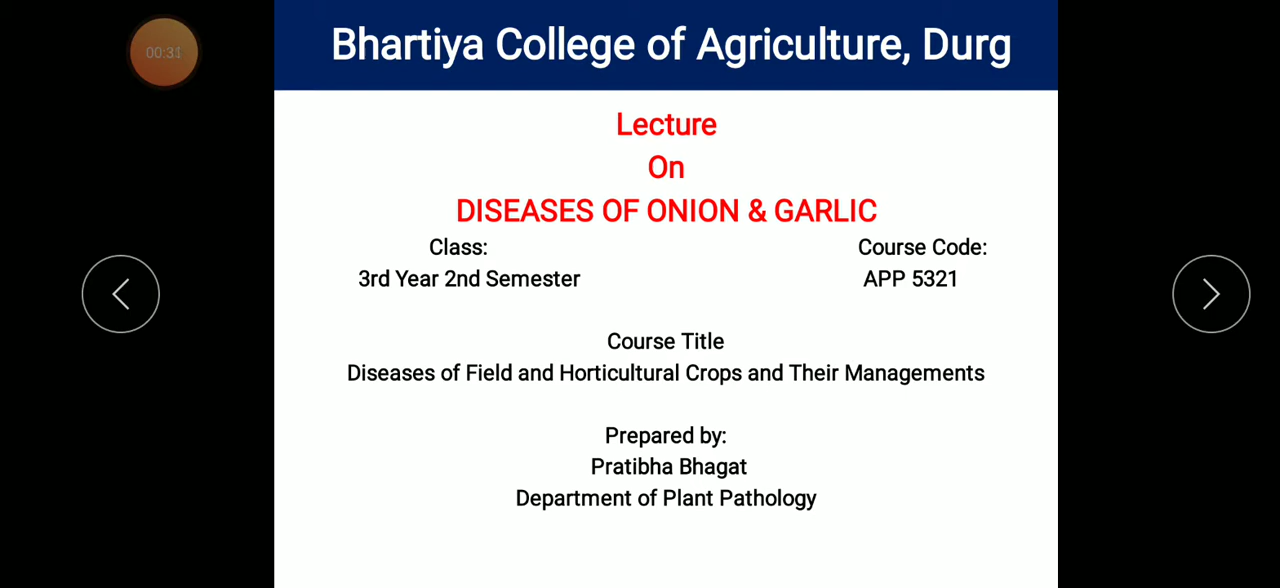 00:31
Bhartiya College of Agriculture, Durg
Lecture
On
DISEASES OF ONION & GARLIC
Class: Course Code:
3rd Year 2nd Semester APP 5321
Course Title
Diseases of Field and Horticultural Crops and Their Managements
Prepared by:
Pratibha Bhagat
Department of Plant Pathology